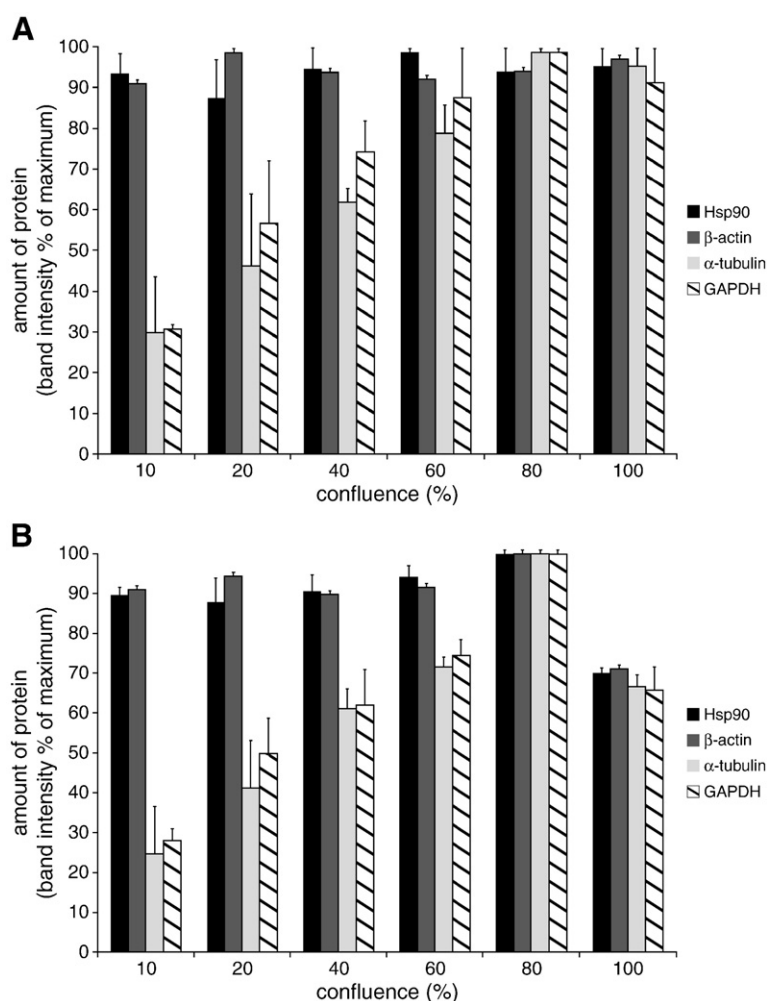 A
amount of protein
(band intensity % of maximum)
100
90
80
70
60
50
40
30
20
10
0
10 20 40 60 80 100
confluence (%)
Hsp90
β-actin
α-tubulin
GAPDH
B
amount of protein
(band intensity % of maximum)
100
90
80
70
60
50
40
30
20
10
0
10 20 40 60 80 100
confluence (%)
Hsp90
β-actin
α-tubulin
GAPDH